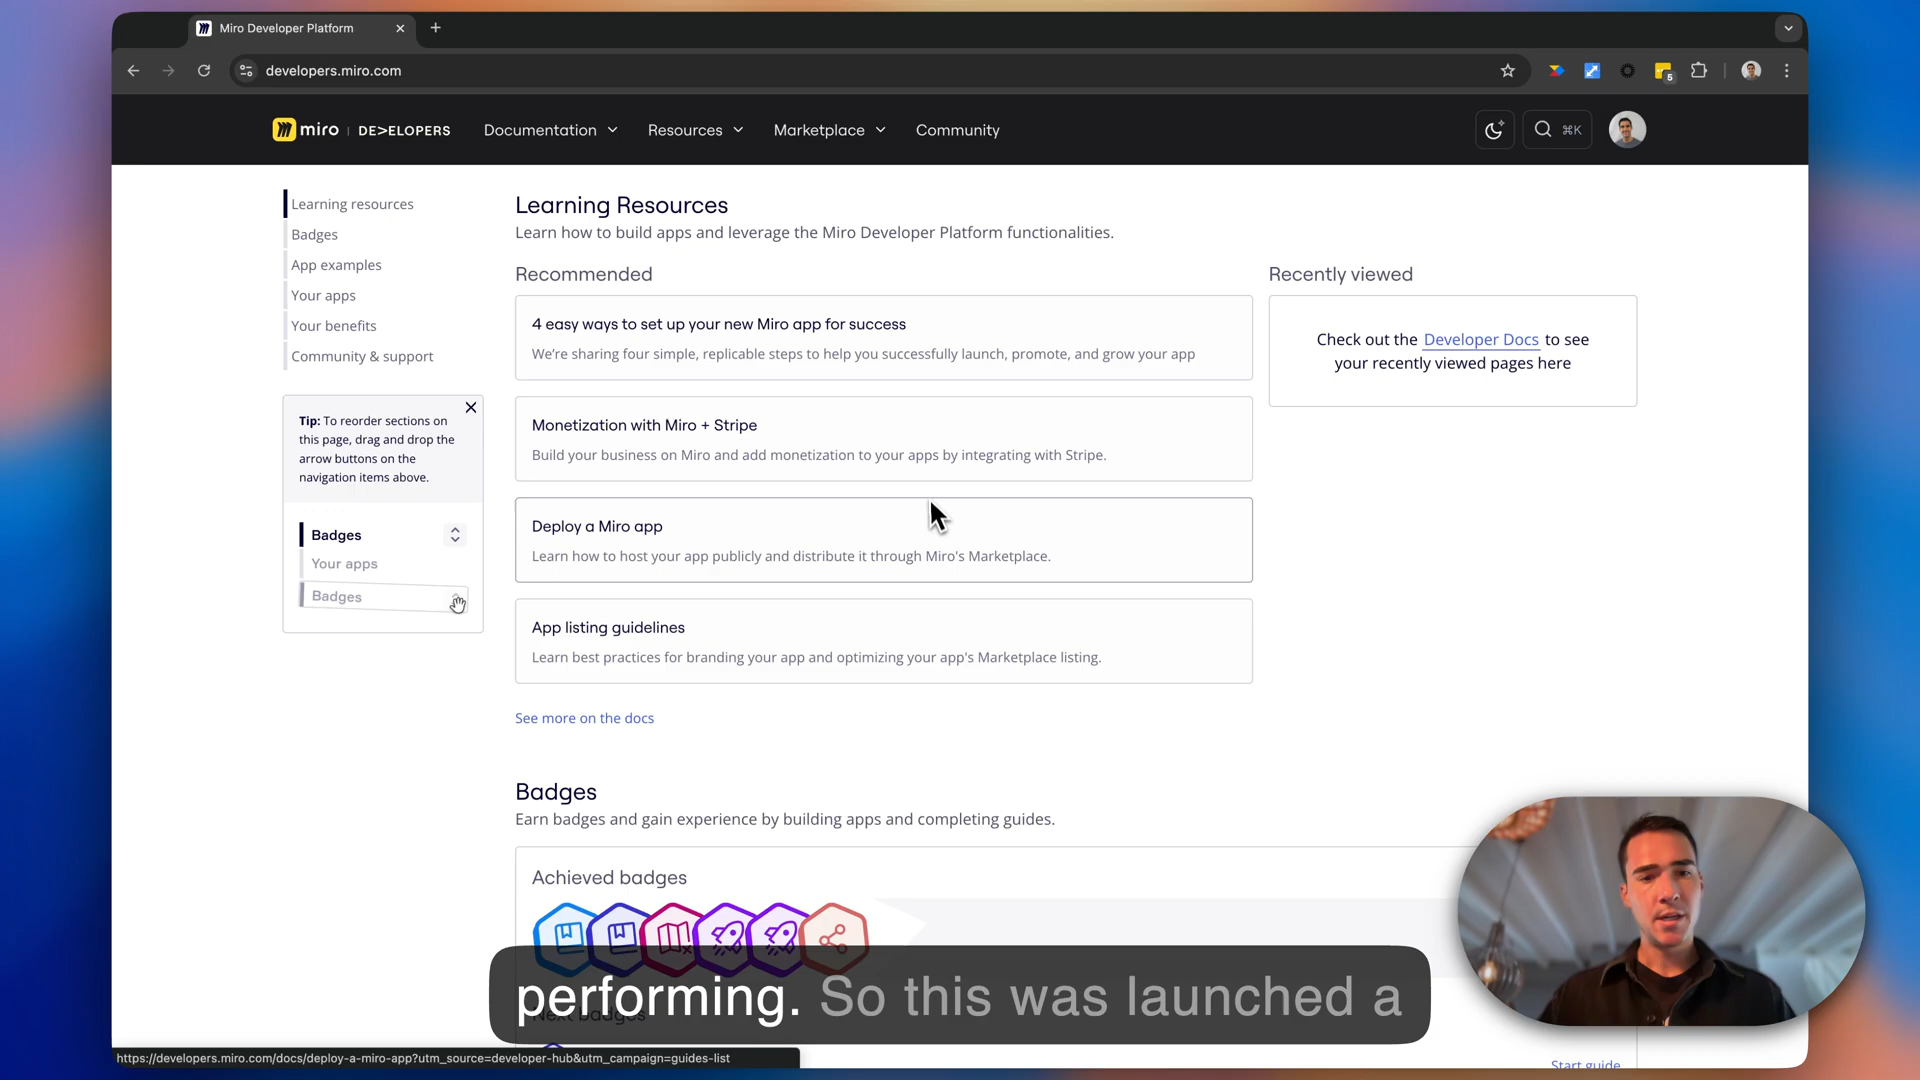 Miro Developer Platform
developers.miro.com
5
miro | DE>ELOPERS
Documentation
Resources
Marketplace
Community
⌘K
Learning resources
Badges
App examples
Your apps
Your benefits
Community & support
Tip: To reorder sections on
this page, drag and drop the
arrow buttons on the
navigation items above.
Badges
Your apps
Badges
Learning Resources
Learn how to build apps and leverage the Miro Developer Platform functionalities.
Recommended
4 easy ways to set up your new Miro app for success
We're sharing four simple, replicable steps to help you successfully launch, promote, and grow your app
Monetization with Miro + Stripe
Build your business on Miro and add monetization to your apps by integrating with Stripe.
Deploy a Miro app
Learn how to host your app publicly and distribute it through Miro's Marketplace.
App listing guidelines
Learn best practices for branding your app and optimizing your app's Marketplace listing.
See more on the docs
Recently viewed
Check out the Developer Docs to see
your recently viewed pages here
Badges
Earn badges and gain experience by building apps and completing guides.
Achieved badges
Next badges
performing. So this was launched a
Start guide
https://developers.miro.com/docs/deploy-a-miro-app?utm_source=developer-hub&utm_campaign=guides-list